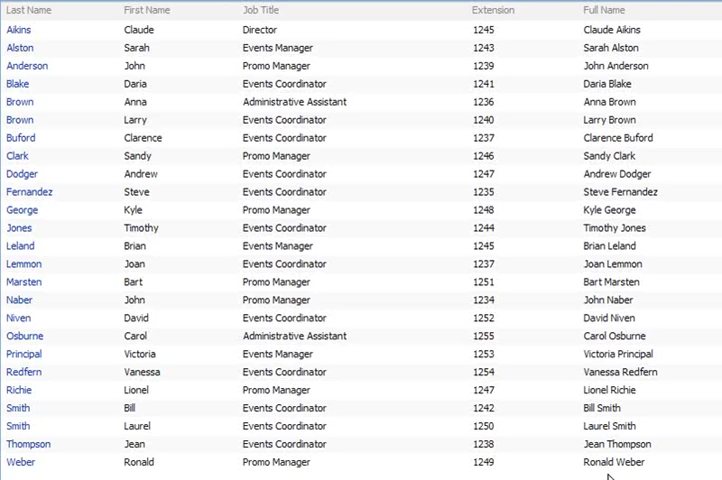 Last Name First Name Job Title Extension Full Name
Aikins Claude Director 1245 Claude Aikins
Alston Sarah Events Manager 1243 Sarah Alston
Anderson John Promo Manager 1239 John Anderson
Blake Daria Events Coordinator 1241 Daria Blake
Brown Anna Administrative Assistant 1236 Anna Brown
Brown Larry Events Coordinator 1240 Larry Brown
Buford Clarence Events Coordinator 1237 Clarence Buford
Clark Sandy Promo Manager 1246 Sandy Clark
Dodger Andrew Events Coordinator 1247 Andrew Dodger
Fernandez Steve Events Coordinator 1235 Steve Fernandez
George Kyle Promo Manager 1248 Kyle George
Jones Timothy Events Coordinator 1244 Timothy Jones
Leland Brian Events Manager 1245 Brian Leland
Lemmon Joan Events Coordinator 1237 Joan Lemmon
Marsten Bart Promo Manager 1251 Bart Marsten
Naber John Promo Manager 1234 John Naber
Niven David Events Coordinator 1252 David Niven
Osburne Carol Administrative Assistant 1255 Carol Osburne
Principal Victoria Events Manager 1253 Victoria Principal
Redfern Vanessa Events Coordinator 1254 Vanessa Redfern
Richie Lionel Promo Manager 1247 Lionel Richie
Smith Bill Events Coordinator 1242 Bill Smith
Smith Laurel Events Coordinator 1250 Laurel Smith
Thompson Jean Events Coordinator 1238 Jean Thompson
Weber Ronald Promo Manager 1249 Ronald Weber